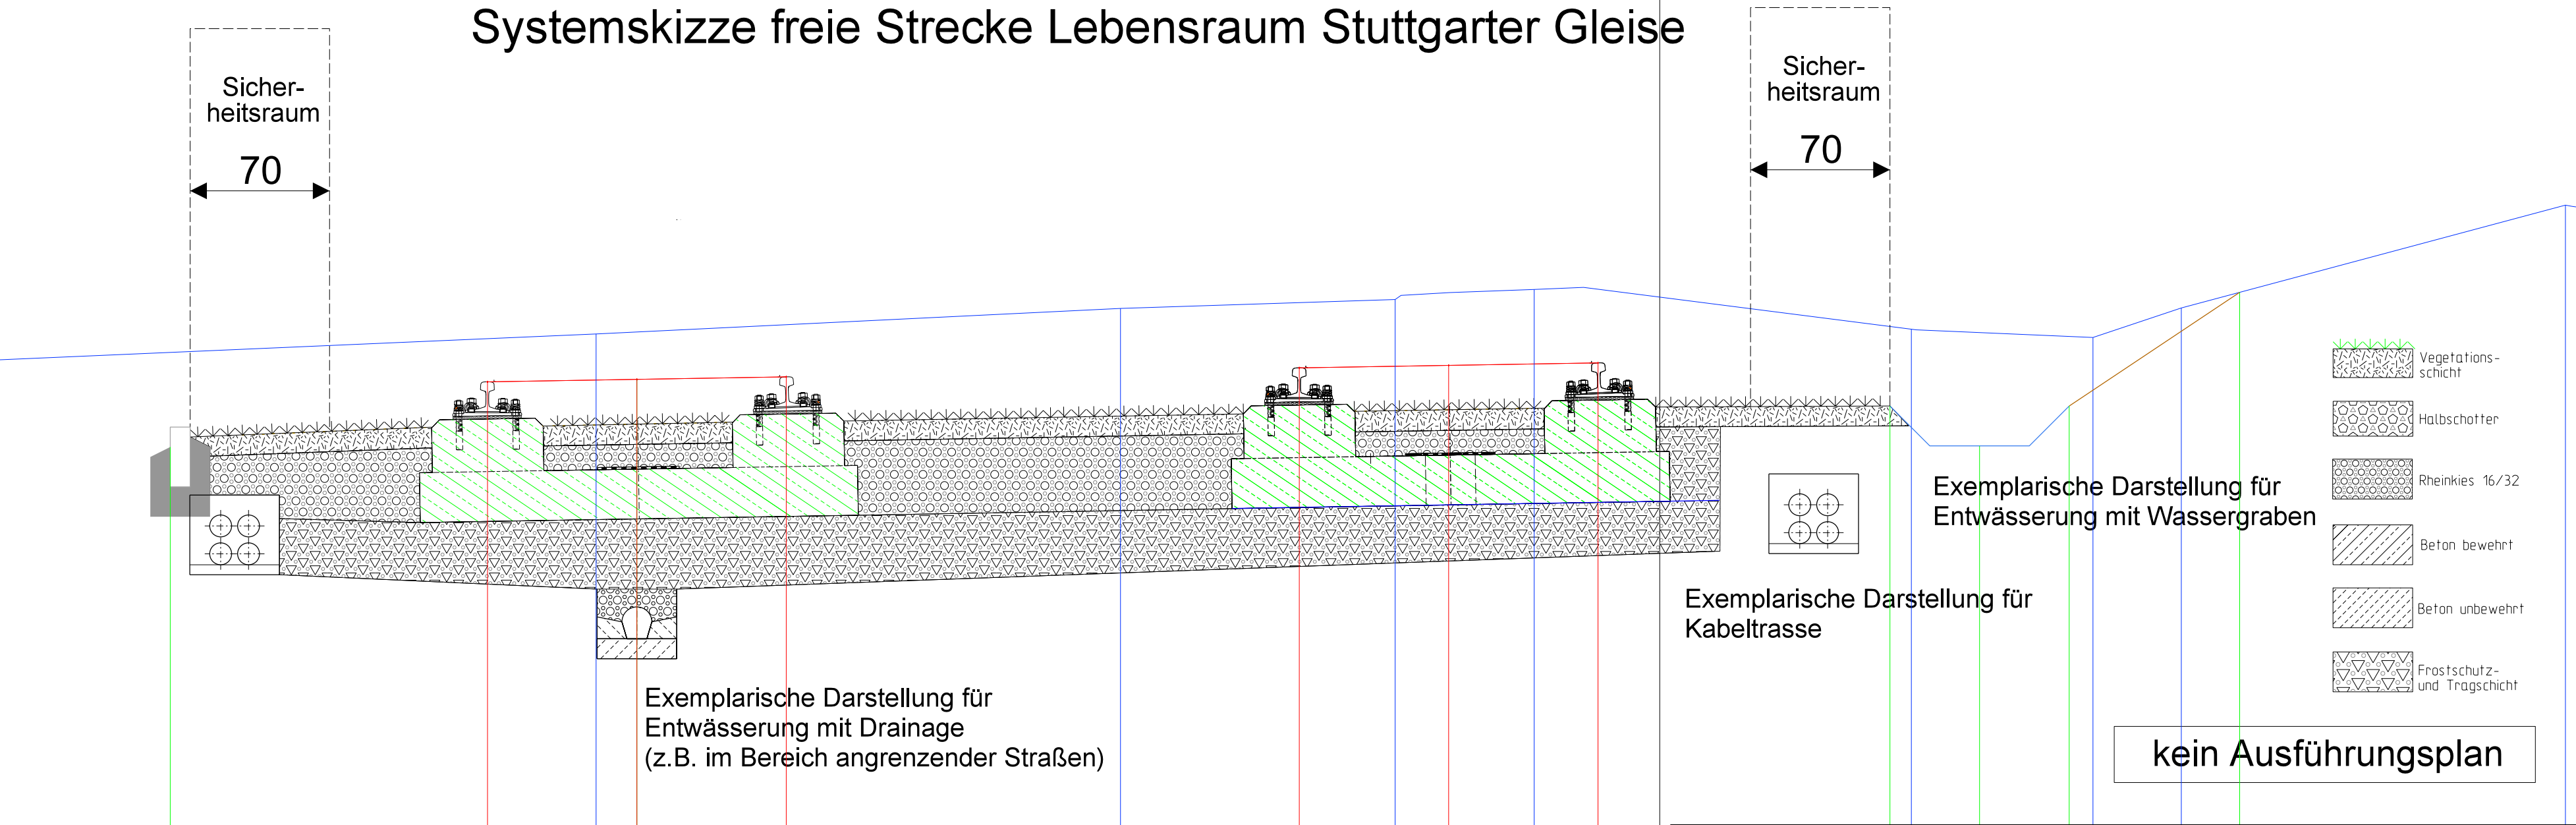 Systemskizze freie Strecke Lebensraum Stuttgarter Gleise
Sicher-
heitsraum
70
Sicher-
heitsraum
70
Vegetations-
schicht
Halbschotter
Rheinkies 16/32
Beton bewehrt
Beton unbewehrt
Frostschutz-
und Tragschicht
Exemplarische Darstellung für
Entwässerung mit Wassergraben
Exemplarische Darstellung für
Kabeltrasse
Exemplarische Darstellung für
Entwässerung mit Drainage
(z.B. im Bereich angrenzender Straßen)
kein Ausführungsplan